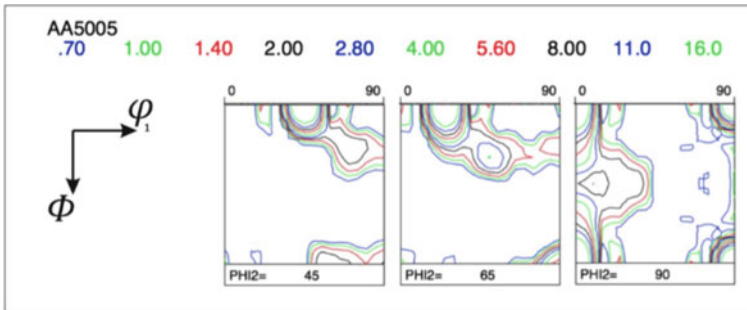 AA5005
.70 1.00 1.40 2.00 2.80 4.00 5.60 8.00 11.0 16.0
0 90 0 90 0 90
φ1
Φ
PHI2= 45 PHI2= 65 PHI2= 90